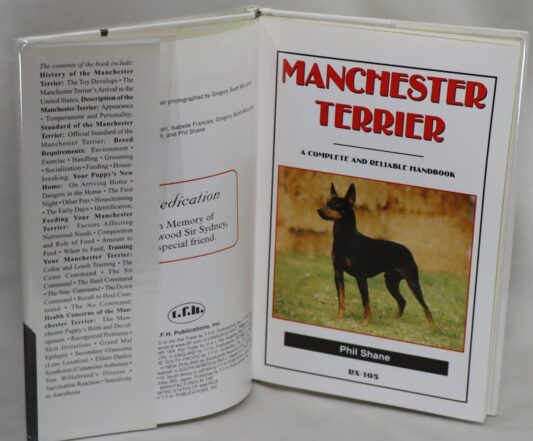 The contents of the book include:
History of the Manchester
Terrier: The Toy Develops • The
Manchester Terrier's Arrival in the
United States; Description of the
Manchester Terrier: Appearance
• Temperament and Personality;
Standard of the Manchester
Terrier: Official Standard of the
Manchester Terrier; Breed
Requirements: Environment •
Exercise • Handling • Grooming
• Socialization • Feeding • House-
breaking; Your Puppy's New
Home: On Arriving Home •
Dangers in the Home • The First
Night • Other Pets • Housetraining
• The Early Days • Identification;
Feeding Your Manchester
Terrier: Factors Affecting
Nutritional Needs • Composition
and Role of Food • Amount to
Food • When to Feed. Training
Your Manchester Terrier:
Collar and Leash Training • The
Come Command • The Sit
Command • The Heel Command
• The Stay Command • The Down
Command • Recall to Heel Com-
mand • The No Command;
Health Concerns of the Man-
chester Terrier: The Man-
chester Puppy's Birth and Devel-
opment • Recognized Problems •
Skin Irritations • Grand Mal
Epilepsy • Secondary Glaucoma
(Lens Luxation) • Ehlers-Danlos
Syndrome (Cutaneous Asthenia) •
Von Willebrand's Disease •
Vaccination Reaction • Sensitivity
to Anesthesia
photographed by Gregory Scott
Isabelle Francais, Gregory Scott
and Phil Shane
edication
Memory of
wood Sir Sydney,
special friend.
t.f.h.
T.F.H. Publications, Inc.
MANUFACTURED IN THE
UNITED STATES OF AMERICA
BY T.F.H. PUBLICATIONS, INC.
MANCHESTER
TERRIER
A COMPLETE AND RELIABLE HANDBOOK
Phil Shane
RX-105